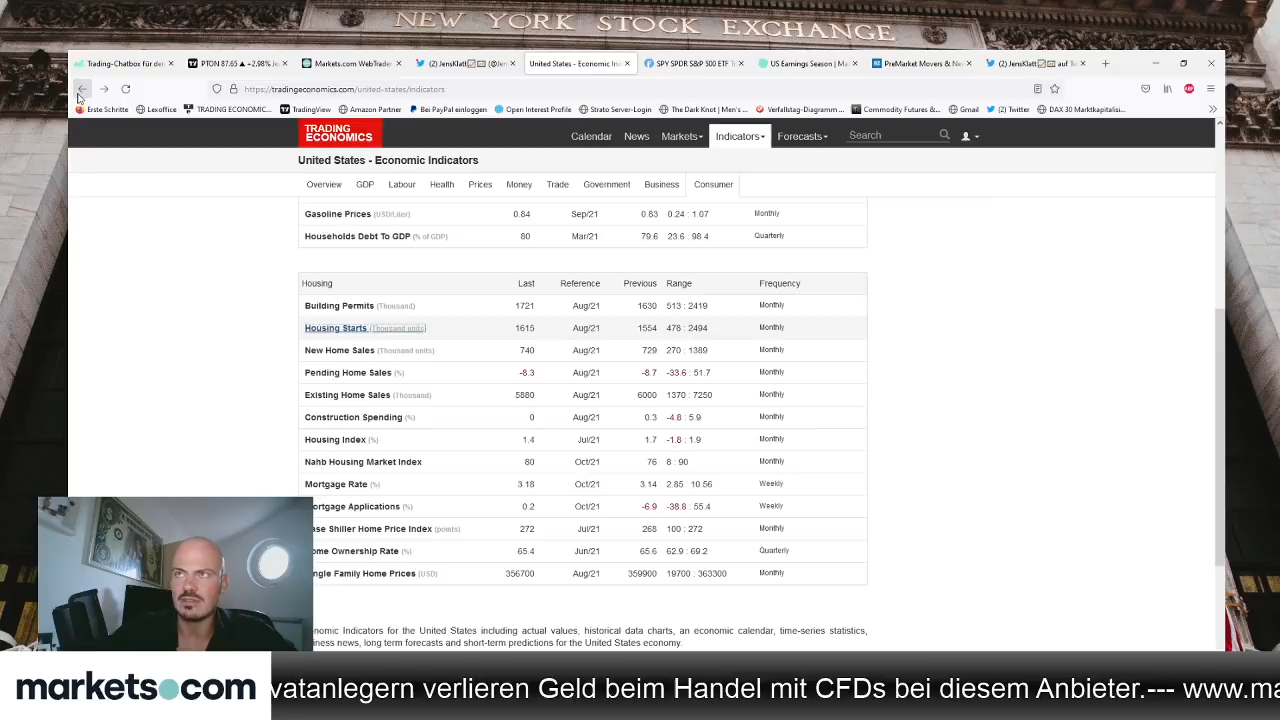 NEW YORK STOCK EXCHANGE
Trading-Chatbox für der
PTON 87.65 ▲ +2.98%
Markets.com WebTrader
(2) JensKlatt
United States - Economic In
SPY SPDR S&P 500 ETF
US Earnings Season | Ma
PreMarket Movers & Ne
(2) JensKlatt auf
https://tradingeconomics.com/united-states/indicators
Erste Schritte Lexoffice TRADING ECONOMIC... TradingView Amazon Partner Bei PayPal einloggen Open Interest Profile Strato Server-Login The Dark Knot | Men's ... Verfallstag-Diagramm ... Commodity Futures &... Gmail (2) Twitter DAX 30 Marktkapitalisi...
TRADING
ECONOMICS
Calendar News Markets Indicators Forecasts Search
United States - Economic Indicators
Overview GDP Labour Health Prices Money Trade Government Business Consumer
Gasoline Prices (USD/Liter) 0.84 Sep/21 0.83 0.24 : 1.07 Monthly
Households Debt To GDP (% of GDP) 80 Mar/21 79.6 23.6 : 98.4 Quarterly
Housing Last Reference Previous Range Frequency
Building Permits (Thousand) 1721 Aug/21 1630 513 : 2419 Monthly
Housing Starts (Thousand units) 1615 Aug/21 1554 478 : 2494 Monthly
New Home Sales (Thousand units) 740 Aug/21 729 270 : 1389 Monthly
Pending Home Sales (%) -8.3 Aug/21 -8.7 -33.6 : 51.7 Monthly
Existing Home Sales (Thousand) 5880 Aug/21 6000 1370 : 7250 Monthly
Construction Spending (%) 0 Aug/21 0.3 -4.8 : 5.9 Monthly
Housing Index (%) 1.4 Jul/21 1.7 -1.8 : 1.9 Monthly
Nahb Housing Market Index 80 Oct/21 76 8 : 90 Monthly
Mortgage Rate (%) 3.18 Oct/21 3.14 2.85 : 10.56 Weekly
ortgage Applications (%) 0.2 Oct/21 -6.9 -38.8 : 55.4 Weekly
ase Shiller Home Price Index (points) 272 Jul/21 268 100 : 272 Monthly
ome Ownership Rate (%) 65.4 Jun/21 65.6 62.9 : 69.2 Quarterly
ngle Family Home Prices (USD) 356700 Aug/21 359900 19700 : 363300 Monthly
onomic Indicators for the United States including actual values, historical data charts, an economic calendar, time-series statistics,
iness news, long term forecasts and short-term predictions for the United States economy.
markets.com
vatanlegern verlieren Geld beim Handel mit CFDs bei diesem Anbieter.--- www.ma